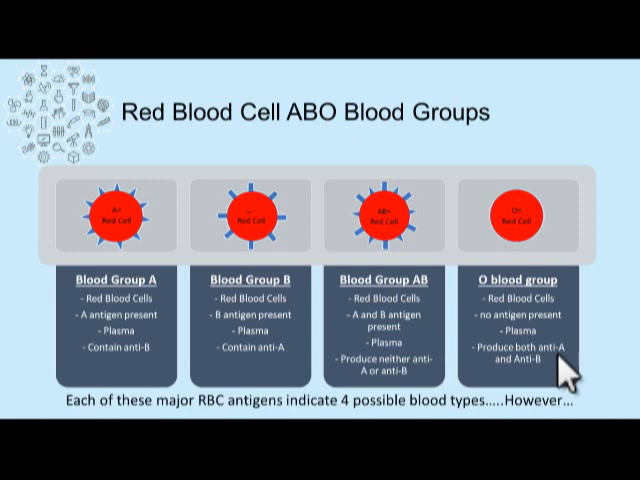 Red Blood Cell ABO Blood Groups
A=
Red Cell
Red Cell
AB=
Red Cell
O=
Red Cell
Blood Group A
- Red Blood Cells
- A antigen present
- Plasma
- Contain anti-B
Blood Group B
- Red Blood Cells
- B antigen present
- Plasma
- Contain anti-A
Blood Group AB
- Red Blood Cells
- A and B antigen
present
- Plasma
- Produce neither anti-
A or anti-B
O blood group
- Red Blood Cells
- no antigen present
- Plasma
- Produce both anti-A
and Anti-B
Each of these major RBC antigens indicate 4 possible blood types.....However...